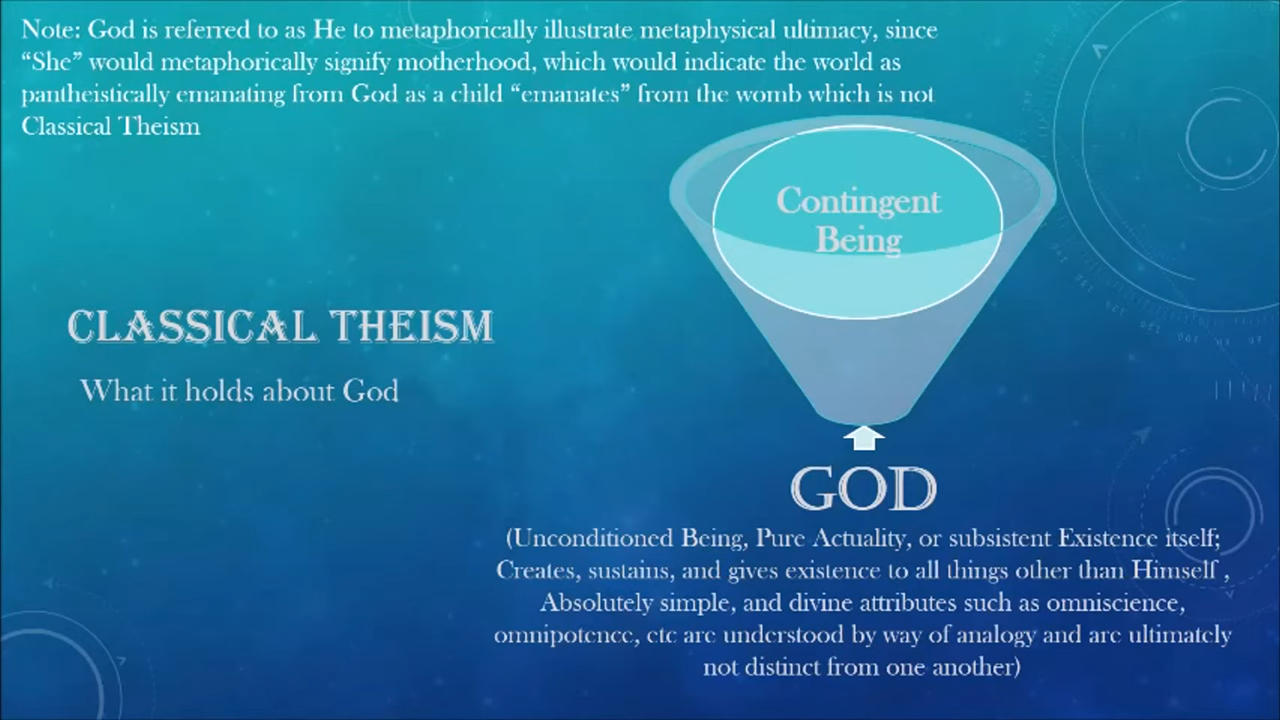 Note: God is referred to as He to metaphorically illustrate metaphysical ultimacy, since
“She” would metaphorically signify motherhood, which would indicate the world as
pantheistically emanating from God as a child “emanates” from the womb which is not
Classical Theism
Contingent
Being
CLASSICAL THEISM
What it holds about God
GOD
(Unconditioned Being, Pure Actuality, or subsistent Existence itself;
Creates, sustains, and gives existence to all things other than Himself ,
Absolutely simple, and divine attributes such as omniscience,
omnipotence, etc are understood by way of analogy and are ultimately
not distinct from one another)